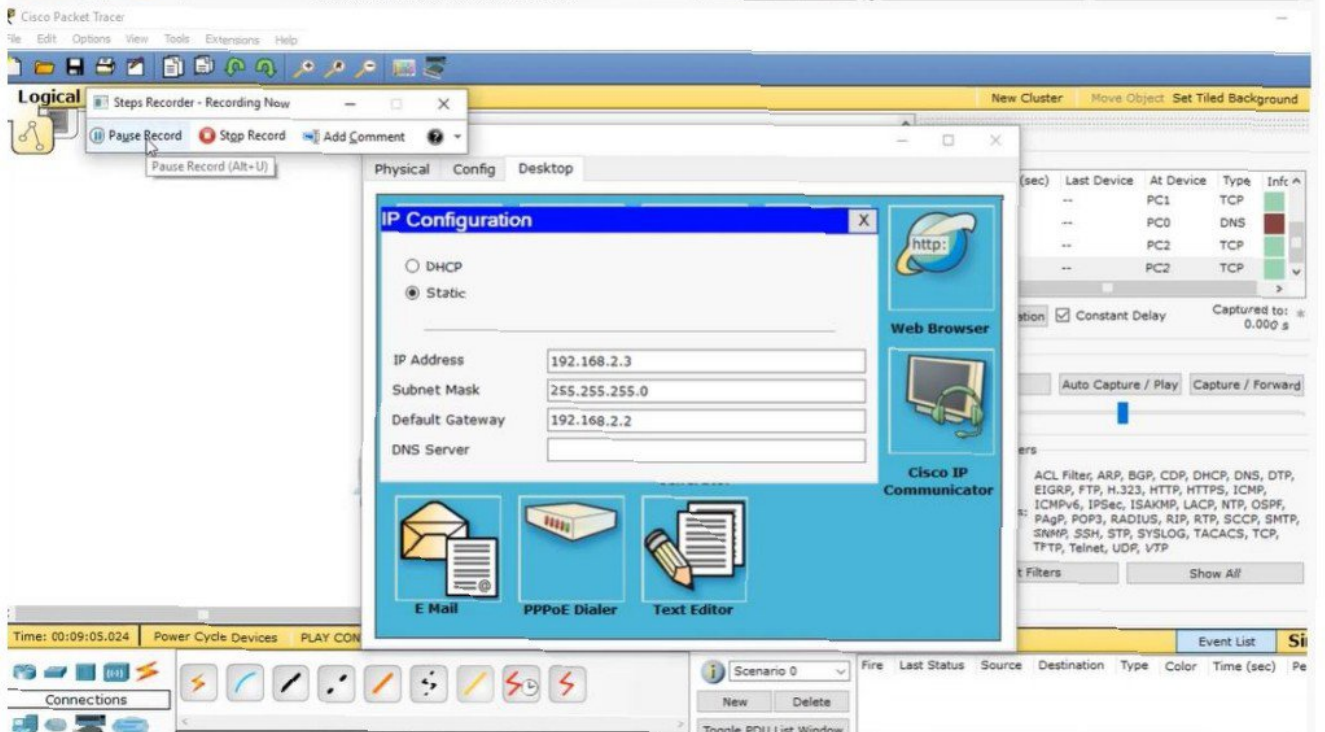 Cisco Packet Tracer
File Edit Options View Tools Extensions Help
Logical
New Cluster Move Object Set Tiled Background
Steps Recorder - Recording Now
Pause Record Stop Record Add Comment
Pause Record (Alt+U)
Physical Config Desktop
IP Configuration X
DHCP
Static
IP Address 192.168.2.3
Subnet Mask 255.255.255.0
Default Gateway 192.168.2.2
DNS Server
http:
Web Browser
Cisco IP
Communicator
E Mail PPPoE Dialer Text Editor
(sec) Last Device At Device Type
-- PC1 TCP
-- PC0 DNS
-- PC2 TCP
-- PC2 TCP
Constant Delay Captured to:
0.000 s
Auto Capture / Play Capture / Forward
ACL Filter, ARP, BGP, CDP, DHCP, DNS, DTP,
EIGRP, FTP, H.323, HTTP, HTTPS, ICMP,
ICMPv6, IPSec, ISAKMP, LACP, NTP, OSPF,
PAgP, POP3, RADIUS, RIP, RTP, SCCP, SMTP,
SNMP, SSH, STP, SYSLOG, TACACS, TCP,
TFTP, Telnet, UDP, VTP
Filters Show All
Time: 00:09:05.024 Power Cycle Devices PLAY CON
Event List
Connections
Scenario 0
New Delete
Toggle PDU List Window
Fire Last Status Source Destination Type Color Time (sec) Pe